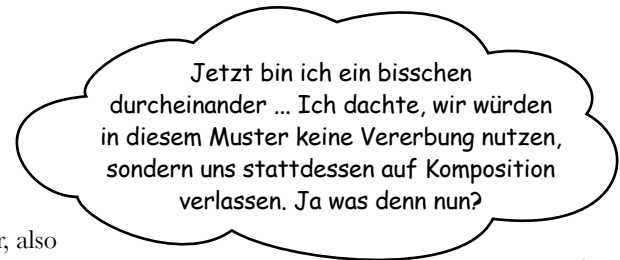 Jetzt bin ich ein bisschen
durcheinander ... Ich dachte, wir würden
in diesem Muster keine Vererbung nutzen,
sondern uns stattdessen auf Komposition
verlassen. Ja was denn nun?
also